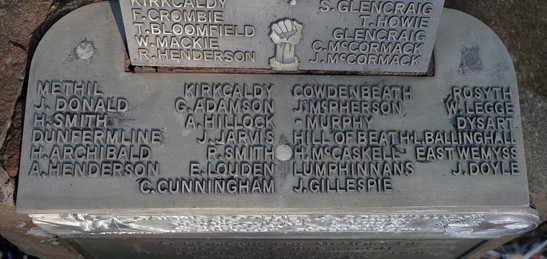 KIRKCALDY
F. CROMBIE
T. BLOOMFIELD
W. MACKIE
R. HENDERSON
S. GLENCRAIG
T. HOWIE
GLENCRAIG
C. McCORMACK
J. McCORMACK
METHIL
J. DONALD
H. SMITH
DUNFERMLINE
H. ARCHIBALD
A. HENDERSON
KIRKCALDY
G. ADAMSON
A. HILLOCK
J. JARVIS
P. SMITH
E. LOUDEN
C. CUNNINGHAM
COWDENBEATH
J. McPHERSON
- MURPHY
HILL OF BEATH
H. McCASKELL
LUMPHINNANS
J. GILLESPIE
ROSYTH
W. LEGGE
DYSART
L. BALLINGHALL
EAST WEMYSS
J. DOYLE